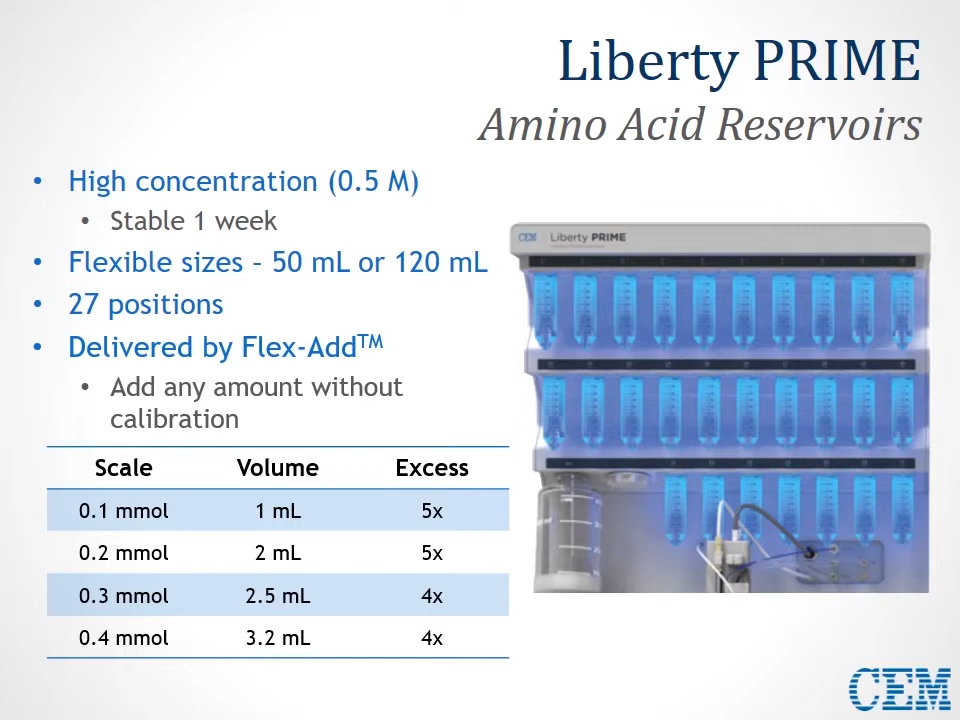 Liberty PRIME
Amino Acid Reservoirs
• High concentration (0.5 M)
• Stable 1 week
• Flexible sizes – 50 mL or 120 mL
• 27 positions
• Delivered by Flex-Add™
• Add any amount without
calibration
Scale Volume Excess
0.1 mmol 1 mL 5x
0.2 mmol 2 mL 5x
0.3 mmol 2.5 mL 4x
0.4 mmol 3.2 mL 4x
CEM Liberty PRIME
CEM